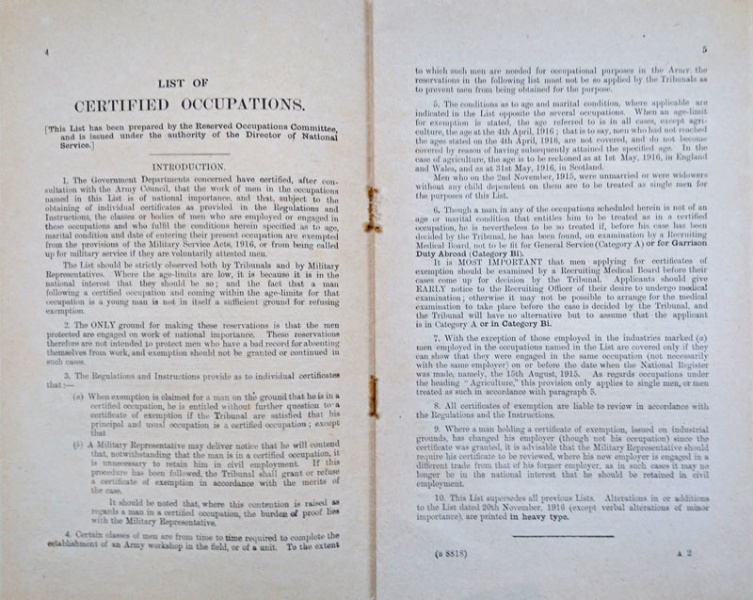 4
LIST OF
CERTIFIED OCCUPATIONS.
[This List has been prepared by the Reserved Occupations Committee,
and is issued under the authority of the Director of National
Service.]
INTRODUCTION.
1. The Government Departments concerned have certified, after con-
sultation with the Army Council, that the work of men in the occupations
named in this List is of national importance, and that, subject to the
obtaining of individual certificates as provided in the Regulations and
Instructions, the classes or bodies of men who are employed or engaged in
these occupations and who fulfil the conditions herein specified as to age,
marital condition and date of entering their present occupation are exempted
from the provisions of the Military Service Acts, 1916, or from being called
up for military service if they are voluntarily attested men.
The List should be strictly observed both by Tribunals and by Military
Representatives. Where the age-limits are low, it is because it is in the
national interest that they should be so; and the fact that a man
following a certified occupation and coming within the age-limits for that
occupation is a young man is not in itself a sufficient ground for refusing
exemption.
2. The ONLY ground for making these reservations is that the men
protected are engaged on work of national importance. These reservations
therefore are not intended to protect men who have a bad record for absenting
themselves from work, and exemption should not be granted or continued in
such cases.
3. The Regulations and Instructions provide as to individual certificates
that:—
(a) When exemption is claimed for a man on the ground that he is in a
certified occupation, he is entitled without further question to a
certificate of exemption if the Tribunal are satisfied that his
principal and usual occupation is a certified occupation; except
that
(b) A Military Representative may deliver notice that he will contend
that, notwithstanding that the man is in a certified occupation, it
is unnecessary to retain him in civil employment. If this
procedure has been followed, the Tribunal shall grant or refuse
a certificate of exemption in accordance with the merits of
the case.
It should be noted that, where this contention is raised as
regards a man in a certified occupation, the burden of proof lies
with the Military Representative.
4. Certain classes of men are from time to time required to complete the
establishment of an Army workshop in the field, or of a unit. To the extent
5
to which such men are needed for occupational purposes in the Army the
reservations in the following list must not be so applied by the Tribunals as
to prevent men from being obtained for the purpose.
5. The conditions as to age and marital condition, where applicable are
indicated in the List opposite the several occupations. When an age-limit
for exemption is stated, the age referred to is in all cases, except agri-
culture, the age at the 4th April, 1916; that is to say, men who had not reached
the ages stated on the 4th April, 1916, are not covered, and do not become
covered by reason of having subsequently attained the specified age. In the
case of agriculture, the age is to be reckoned as at 1st May, 1916, in England
and Wales, and as at 31st May, 1916, in Scotland.
Men who on the 2nd November, 1915, were unmarried or were widowers
without any child dependent on them are to be treated as single men for
the purposes of this List.
6. Though a man in any of the occupations scheduled herein is not of an
age or marital condition that entitles him to be treated as in a certified
occupation, he is nevertheless to be so treated if, before his case has been
decided by the Tribunal, he has been found, on examination by a Recruiting
Medical Board, not to be fit for General Service (Category A) or for Garrison
Duty Abroad (Category Bi).
It is MOST IMPORTANT that men applying for certificates of
exemption should be examined by a Recruiting Medical Board before their
cases come up for decision by the Tribunal. Applicants should give
EARLY notice to the Recruiting Officer of their desire to undergo medical
examination; otherwise it may not be possible to arrange for the medical
examination to take place before the case is decided by the Tribunal, and
the Tribunal will have no alternative but to assume that the applicant
is in Category A or in Category Bi.
7. With the exception of those employed in the industries marked (a)
men employed in the occupations named in the List are covered only if they
can show that they were engaged in the same occupation (not necessarily
with the same employer) on or before the date when the National Register
was made, namely, the 15th August, 1915. As regards occupations under
the heading "Agriculture," this provision only applies to single men, or men
treated as such in accordance with paragraph 5.
8. All certificates of exemption are liable to review in accordance with
the Regulations and the Instructions.
9. Where a man holding a certificate of exemption, issued on industrial
grounds, has changed his employer (though not his occupation) since the
certificate was granted, it is advisable that the Military Representative should
require his certificate to be reviewed, where his new employer is engaged in a
different trade from that of his former employer, as in such cases it may no
longer be in the national interest that he should be retained in civil
employment.
10. This List supersedes all previous Lists. Alterations in or additions
to the List dated 20th November, 1916 (except verbal alterations of minor
importance), are printed in heavy type.
(B 8818)
A 2